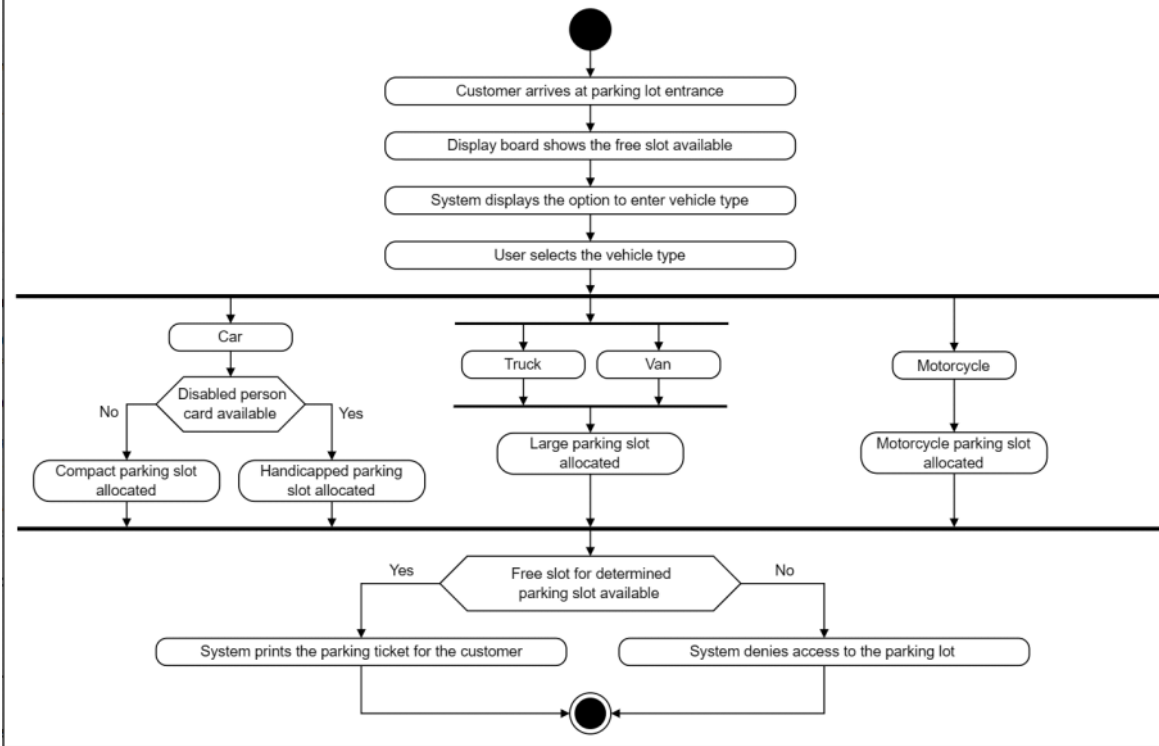 Customer arrives at parking lot entrance
Display board shows the free slot available
System displays the option to enter vehicle type
User selects the vehicle type
Car
Truck
Van
Motorcycle
Disabled person
card available
No
Yes
Compact parking slot
allocated
Handicapped parking
slot allocated
Large parking slot
allocated
Motorcycle parking slot
allocated
Free slot for determined
parking slot available
Yes
No
System prints the parking ticket for the customer
System denies access to the parking lot